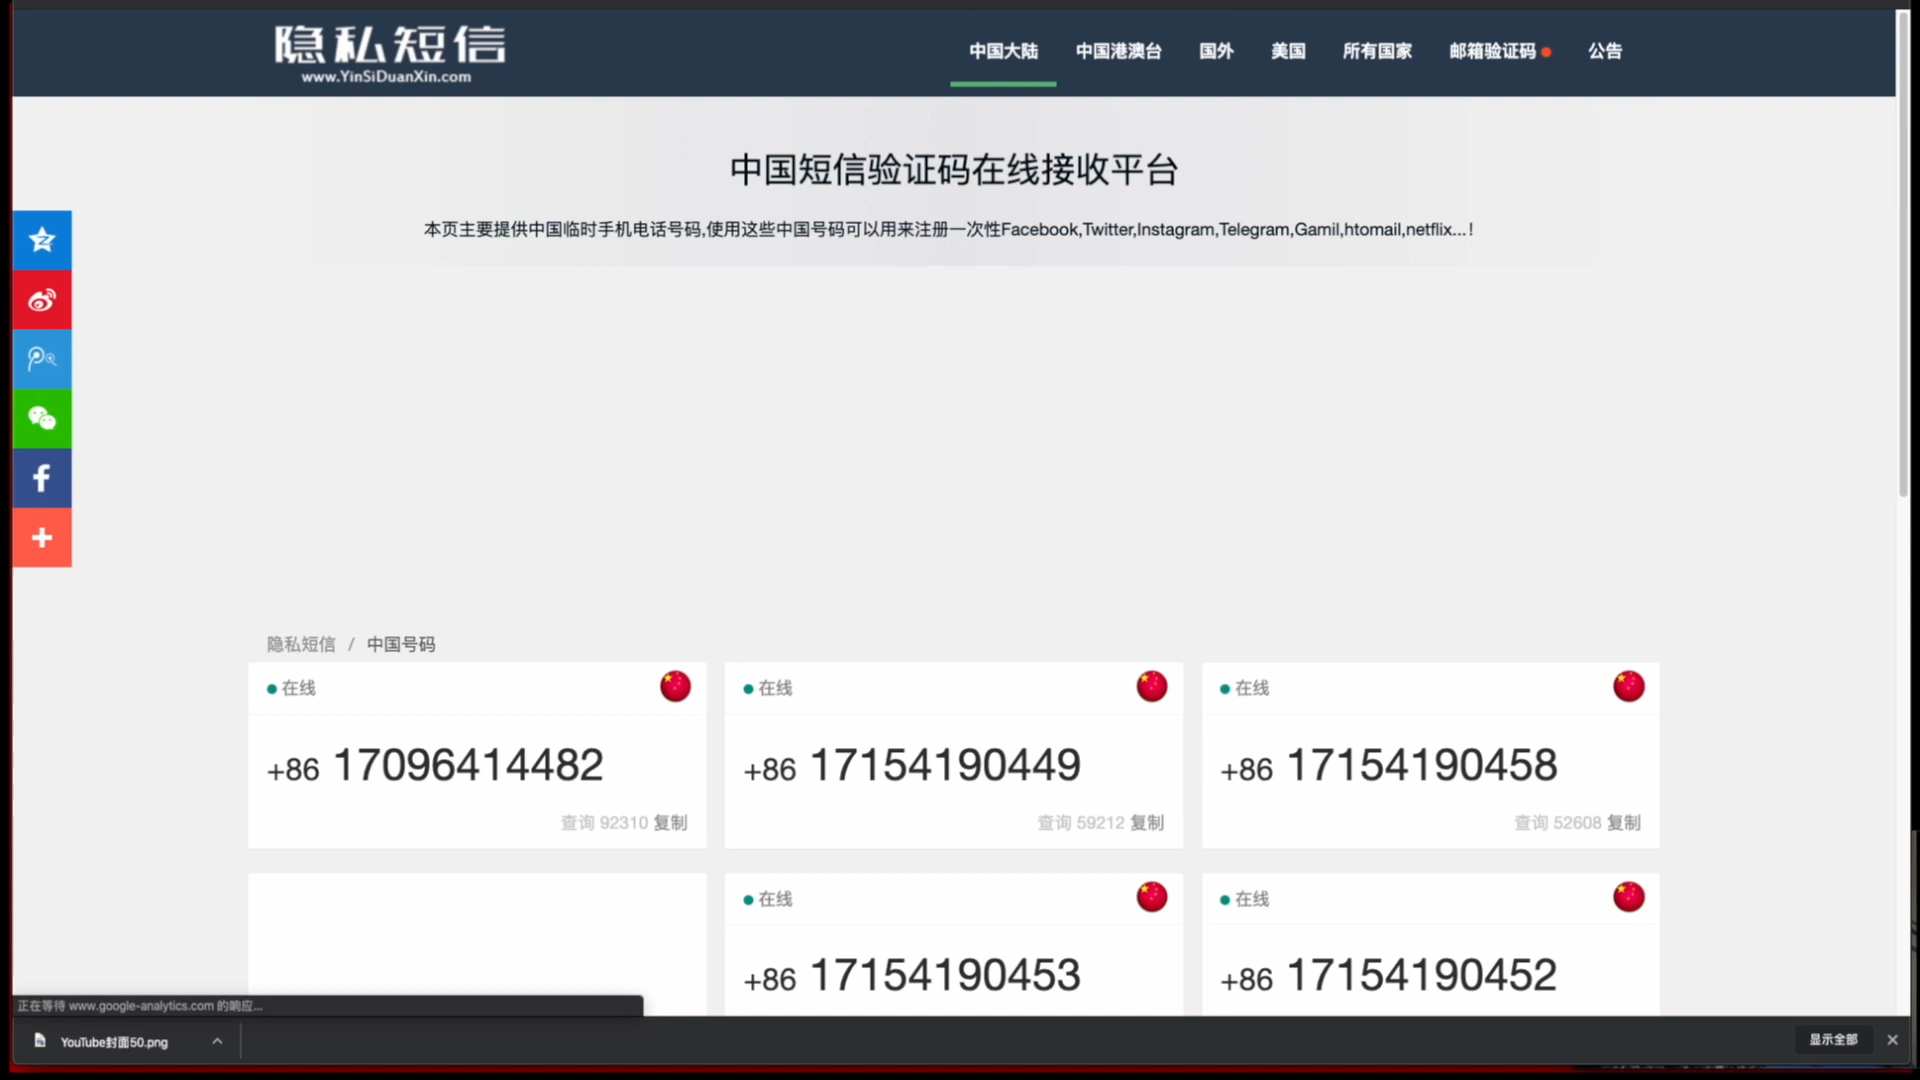 隐私短信
www.YinSiDuanXin.com
中国大陆 中国港澳台 国外 美国 所有国家 邮箱验证码 公告
中国短信验证码在线接收平台
本页主要提供中国临时手机电话号码,使用这些中国号码可以用来注册一次性Facebook,Twitter,Instagram,Telegram,Gamil,htomail,netflix...!
隐私短信 / 中国号码
在线
+86 17096414482
查询 92310 复制
在线
+86 17154190449
查询 59212 复制
在线
+86 17154190458
查询 52608 复制
在线
+86 17154190453
在线
+86 17154190452
正在等待 www.google-analytics.com 的响应...
YouTube封面50.png
显示全部